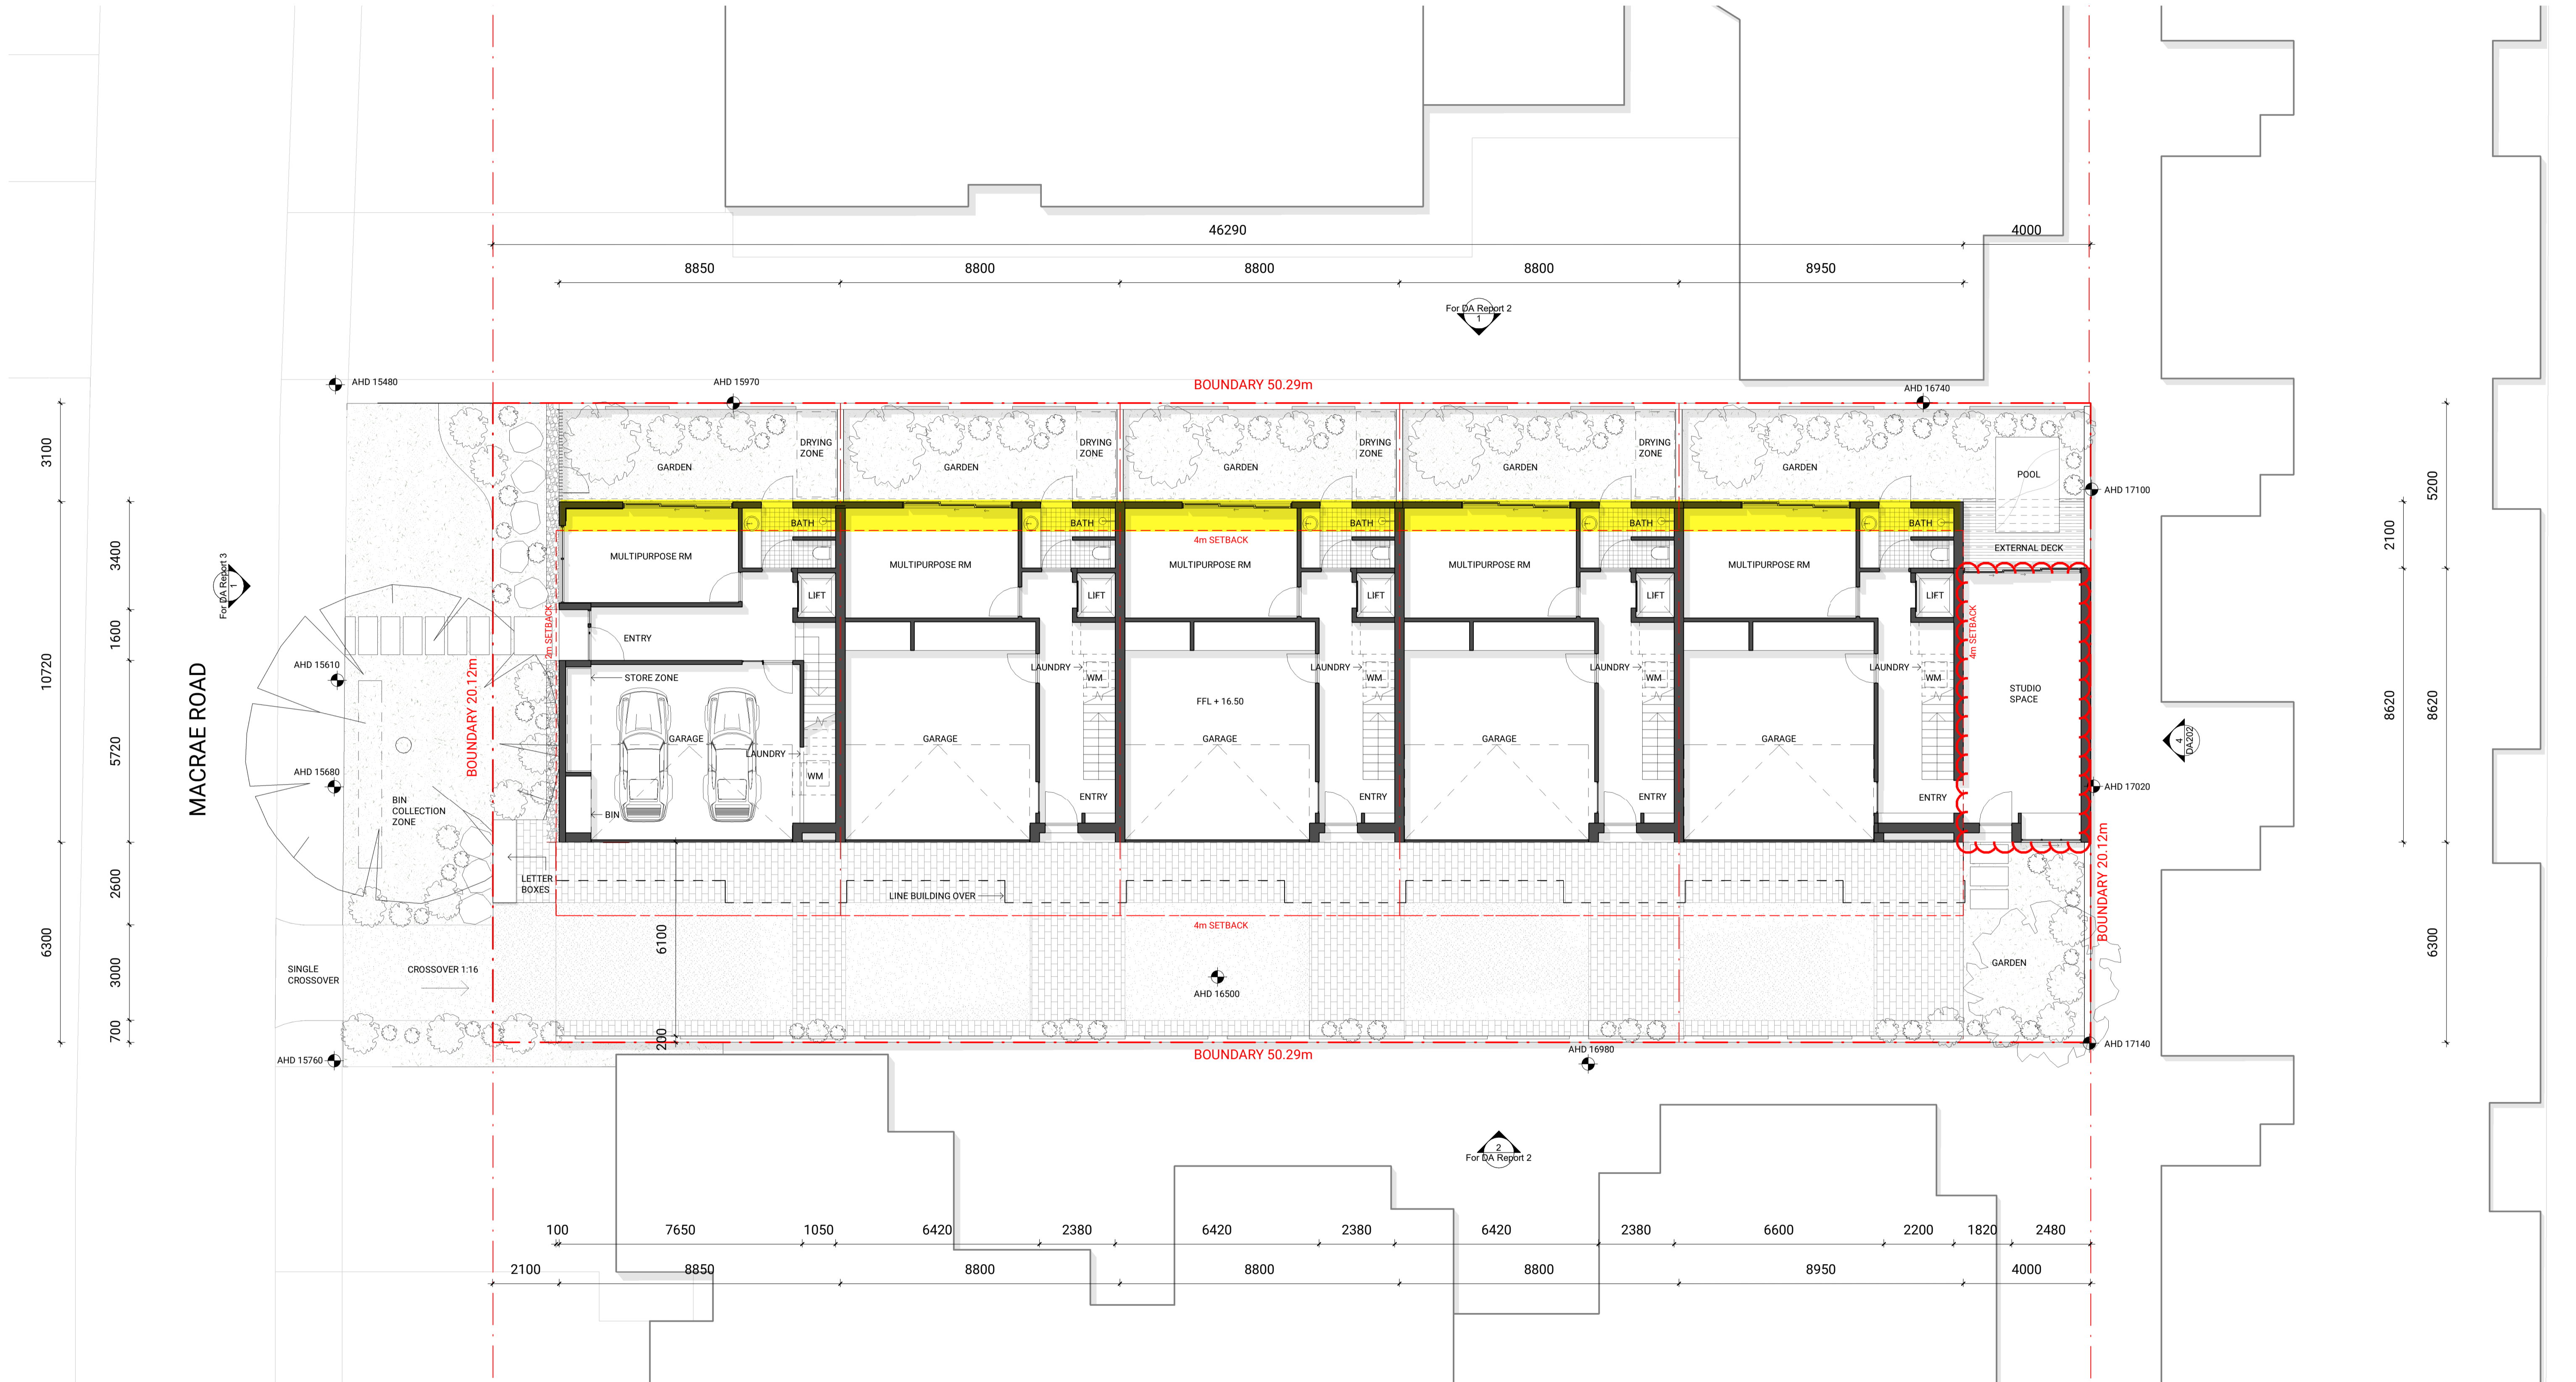 46290
4000
8850
8800
8800
8800
8950
For DA Report 2
1
AHD 15480
AHD 15970
BOUNDARY 50.29m
AHD 16740
3100
GARDEN
DRYING
ZONE
GARDEN
DRYING
ZONE
GARDEN
DRYING
ZONE
GARDEN
DRYING
ZONE
GARDEN
POOL
AHD 17100
5200
BATH
BATH
BATH
BATH
BATH
4m SETBACK
2100
3400
MULTIPURPOSE RM
MULTIPURPOSE RM
MULTIPURPOSE RM
MULTIPURPOSE RM
MULTIPURPOSE RM
EXTERNAL DECK
For DA Report 3
1
LIFT
LIFT
LIFT
LIFT
LIFT
2m SETBACK
4m SETBACK
1600
ENTRY
10720
MACRAE ROAD
AHD 15610
BOUNDARY 20.12m
STORE ZONE
LAUNDRY
WM
LAUNDRY
WM
LAUNDRY
WM
LAUNDRY
WM
STUDIO
SPACE
FFL + 16.50
8620
8620
5720
GARAGE
LAUNDRY
WM
GARAGE
GARAGE
GARAGE
GARAGE
4
DA202
AHD 15680
AHD 17020
BIN
COLLECTION
ZONE
BIN
ENTRY
ENTRY
ENTRY
ENTRY
2600
LETTER
BOXES
LINE BUILDING OVER
BOUNDARY 20.12m
4m SETBACK
6300
6100
6300
3000
SINGLE
CROSSOVER
CROSSOVER 1:16
GARDEN
AHD 16500
700
200
AHD 15760
BOUNDARY 50.29m
AHD 16980
AHD 17140
2
For DA Report 2
100
7650
1050
6420
2380
6420
2380
6420
2380
6600
2200
1820
2480
2100
8850
8800
8800
8800
8950
4000